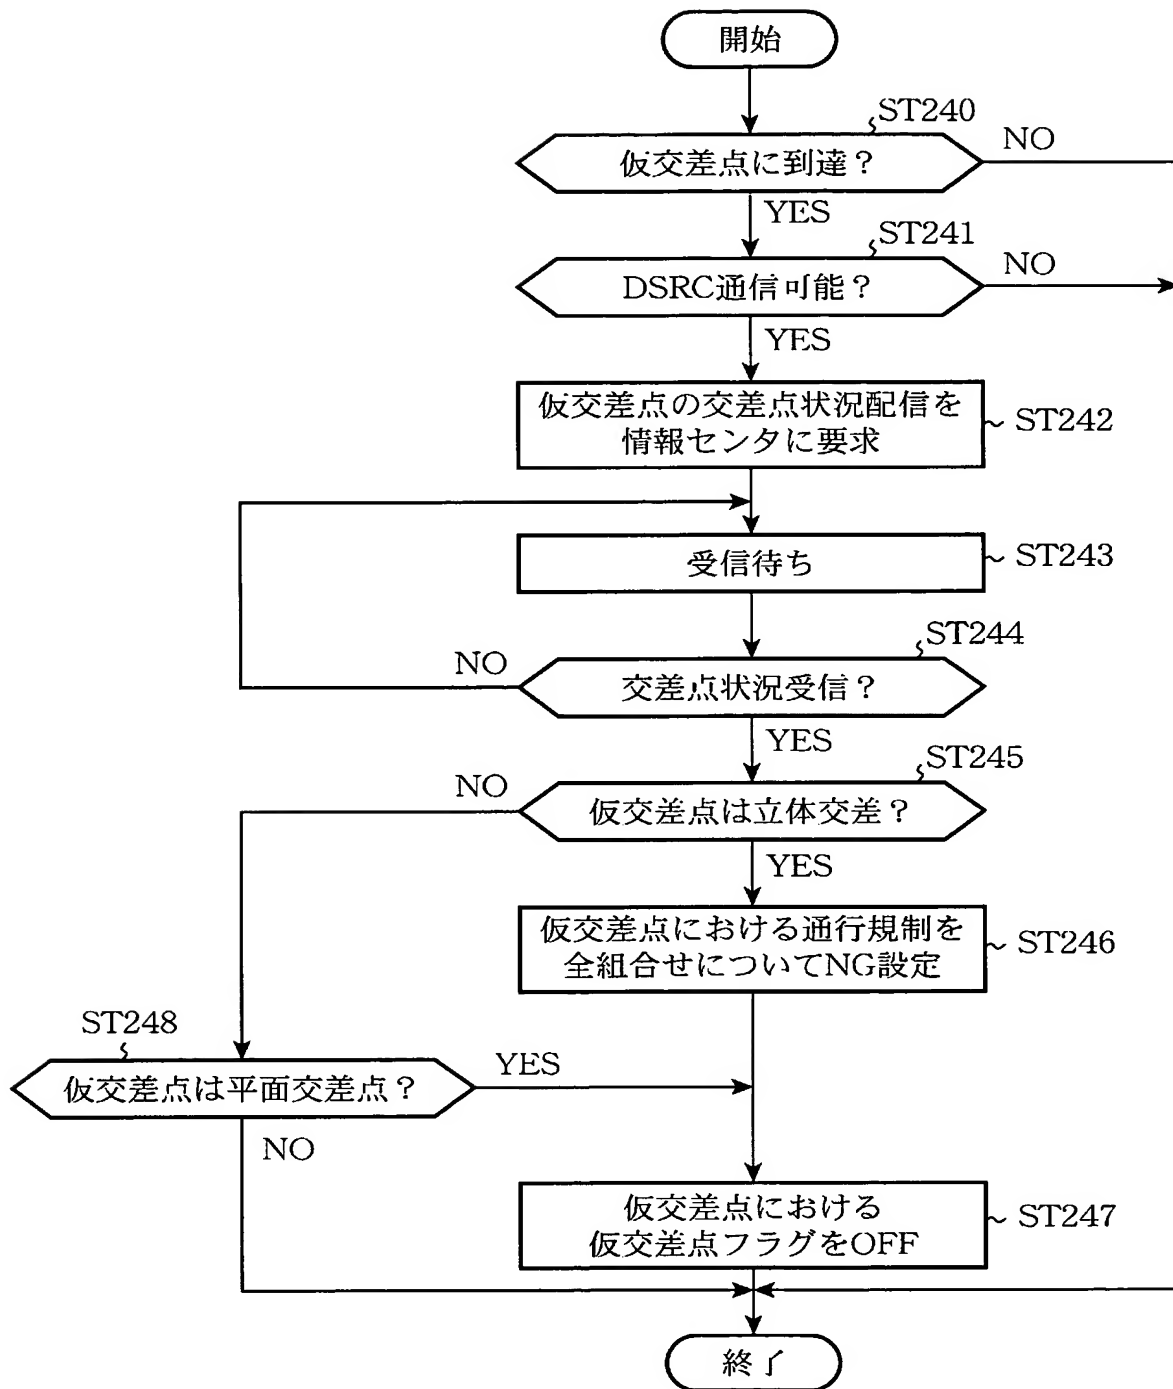 開始
ST240
仮交差点に到達？
NO
YES
ST241
DSRC通信可能？
NO
YES
仮交差点の交差点状況配信を
情報センタに要求
ST242
受信待ち
ST243
ST244
NO
交差点状況受信？
YES
ST245
NO
仮交差点は立体交差？
YES
仮交差点における通行規制を
全組合せについてNG設定
ST246
ST248
仮交差点は平面交差点？
YES
NO
仮交差点における
仮交差点フラグをOFF
ST247
終了